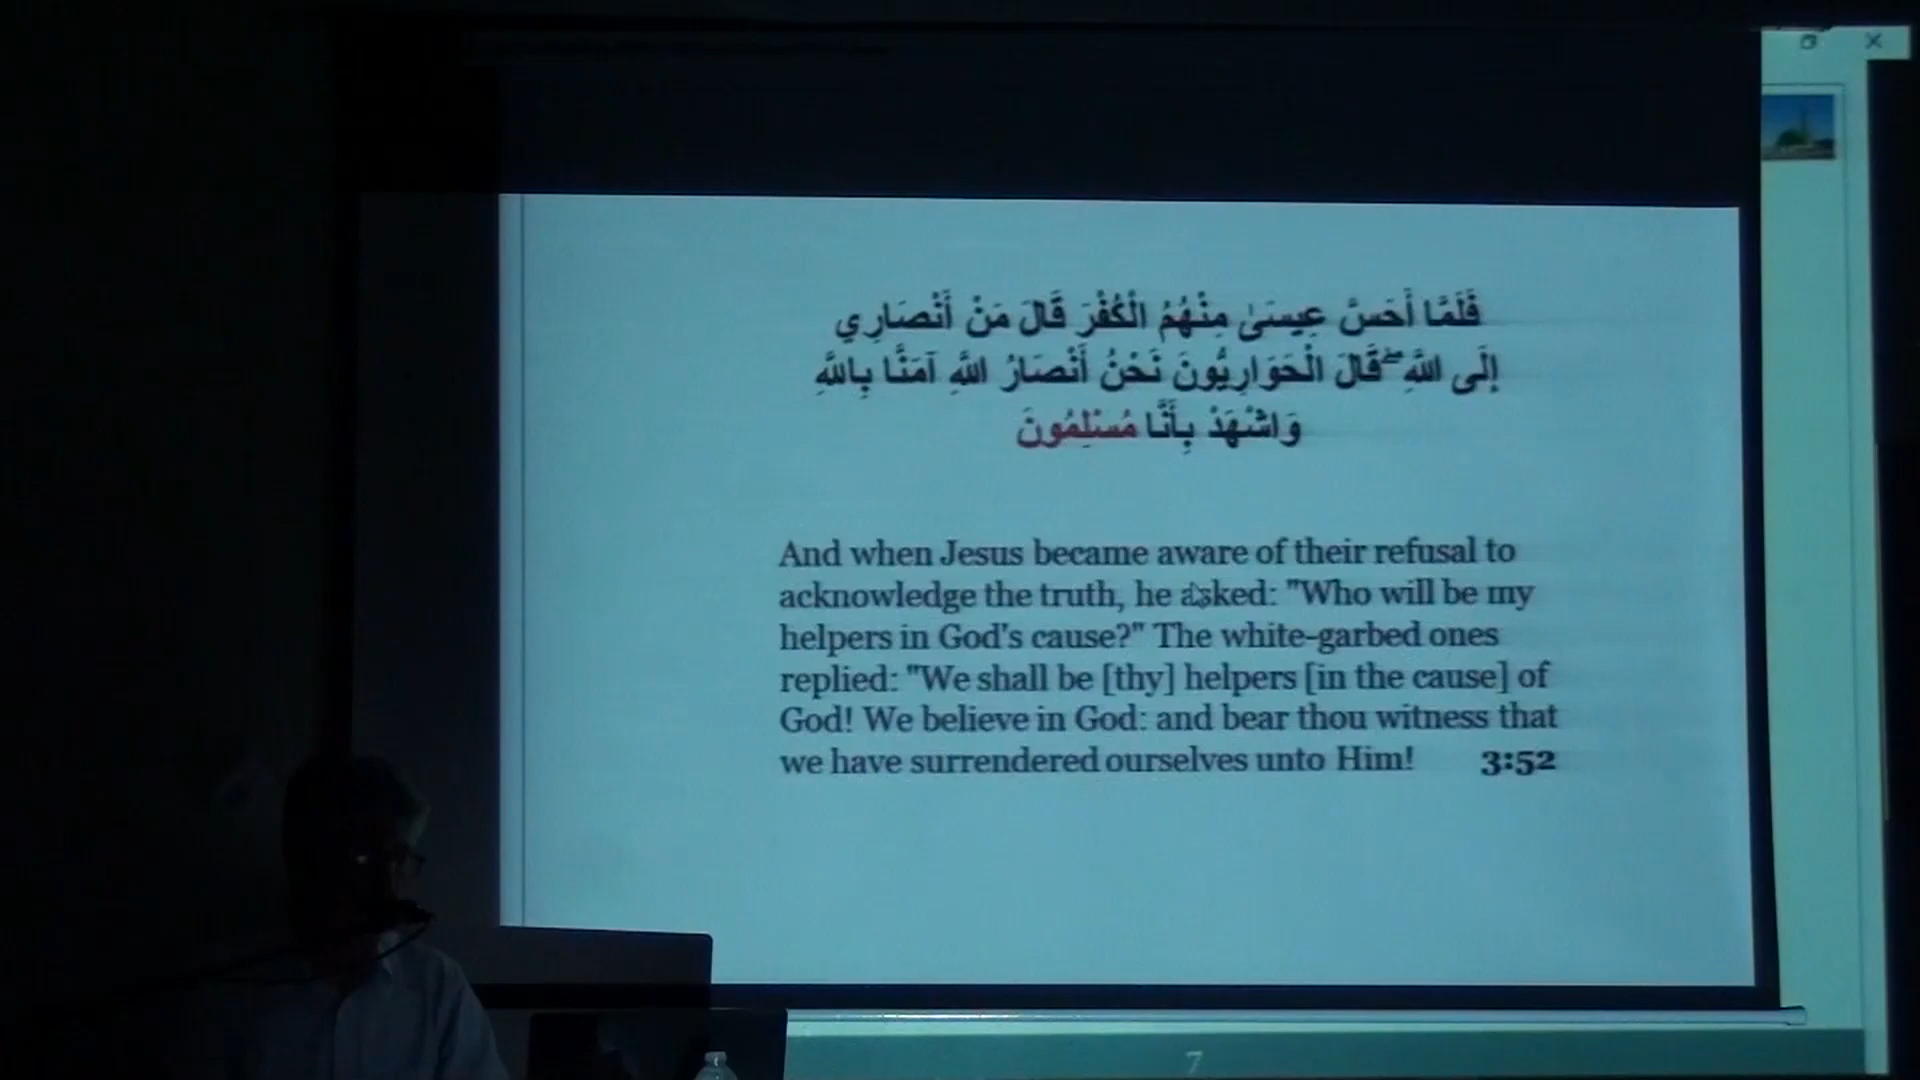 فَلَمَّا أَحَسَّ عِيسَىٰ مِنْهُمُ الْكُفْرَ قَالَ مَنْ أَنْصَارِي
إِلَى اللَّهِ ۖ قَالَ الْحَوَارِيُّونَ نَحْنُ أَنْصَارُ اللَّهِ آمَنَّا بِاللَّهِ
وَاشْهَدْ بِأَنَّا مُسْلِمُونَ
And when Jesus became aware of their refusal to
acknowledge the truth, he asked: "Who will be my
helpers in God's cause?" The white-garbed ones
replied: "We shall be [thy] helpers [in the cause] of
God! We believe in God: and bear thou witness that
we have surrendered ourselves unto Him! 3:52
7